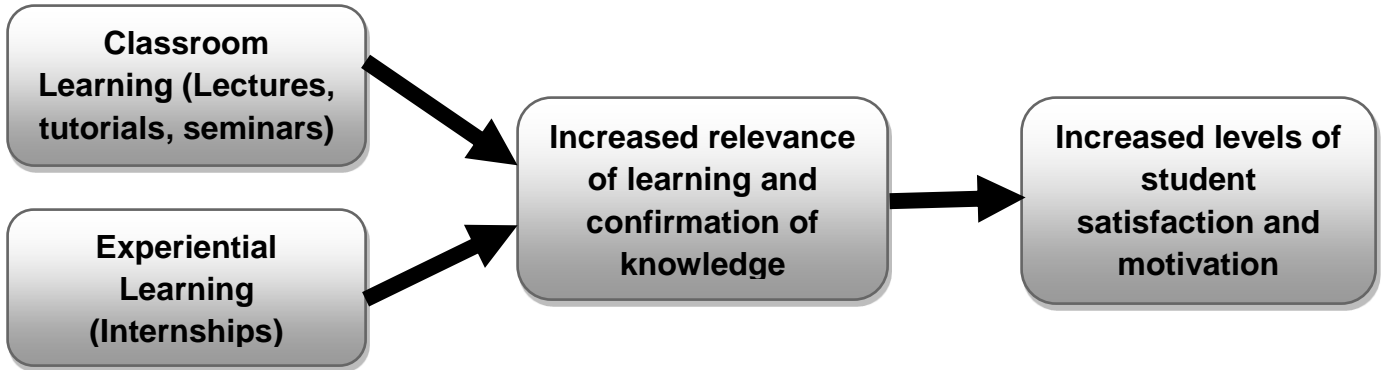 Classroom
Learning (Lectures,
tutorials, seminars)
Experiential
Learning
(Internships)
Increased relevance
of learning and
confirmation of
knowledge
Increased levels of
student
satisfaction and
motivation